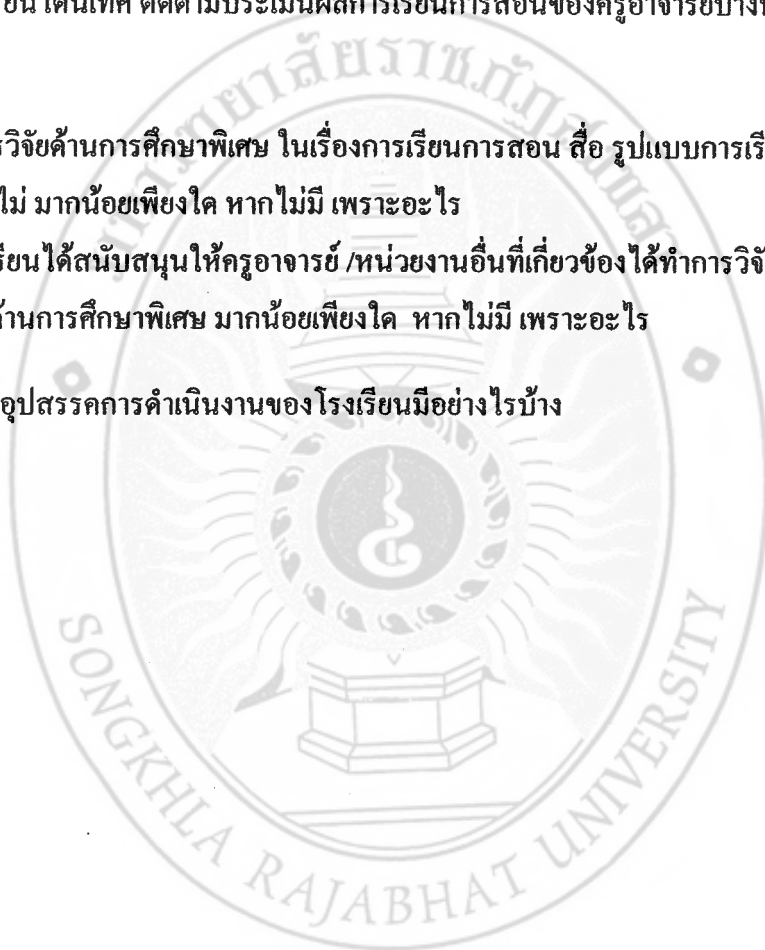 นิเทศ ติดตามประเมินผลการเรียนการสอนของครูอาจารย์
วิจัยด้านการศึกษาพิเศษ ในเรื่องการเรียนการสอน สื่อ รูปแบบการเรี
ไม่ มากน้อยเพียงใด หากไม่มี เพราะอะไร
เรียนได้สนับสนุนให้ครูอาจารย์ /หน่วยงานอื่นที่เกี่ยวข้องได้ทำการวิจั
ด้านการศึกษาพิเศษ มากน้อยเพียงใด หากไม่มี เพราะอะไร
อุปสรรคการดำเนินงานของโรงเรียนมีอย่างไรบ้าง
SONGKHLA RAJABHAT UNIVERSITY